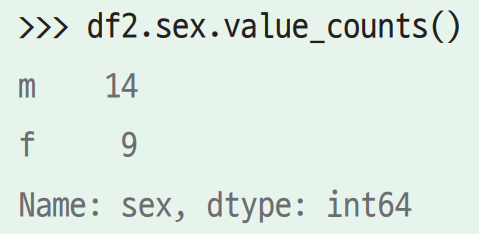 >>> df2.sex.value_counts()
m    14
f     9
Name: sex, dtype: int64